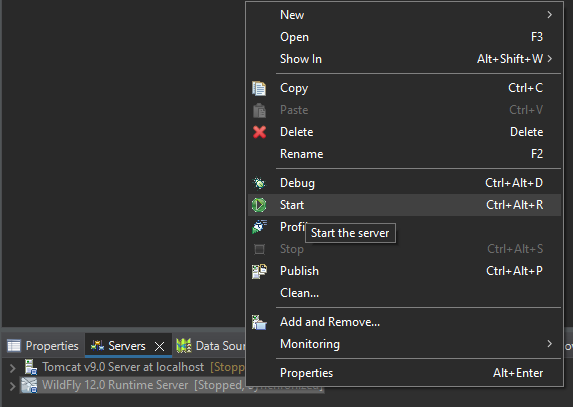 New
Open F3
Show In Alt+Shift+W
Copy Ctrl+C
Paste Ctrl+V
Delete Delete
Rename F2
Debug Ctrl+Alt+D
Start Ctrl+Alt+R
Profil
Start the server
Stop Ctrl+Alt+S
Publish Ctrl+Alt+P
Clean...
Add and Remove...
Monitoring
Properties Alt+Enter
Properties Servers Data Sour
Tomcat v9.0 Server at localhost [Stopp
WildFly 12.0 Runtime Server [Stopped, Synchronized]